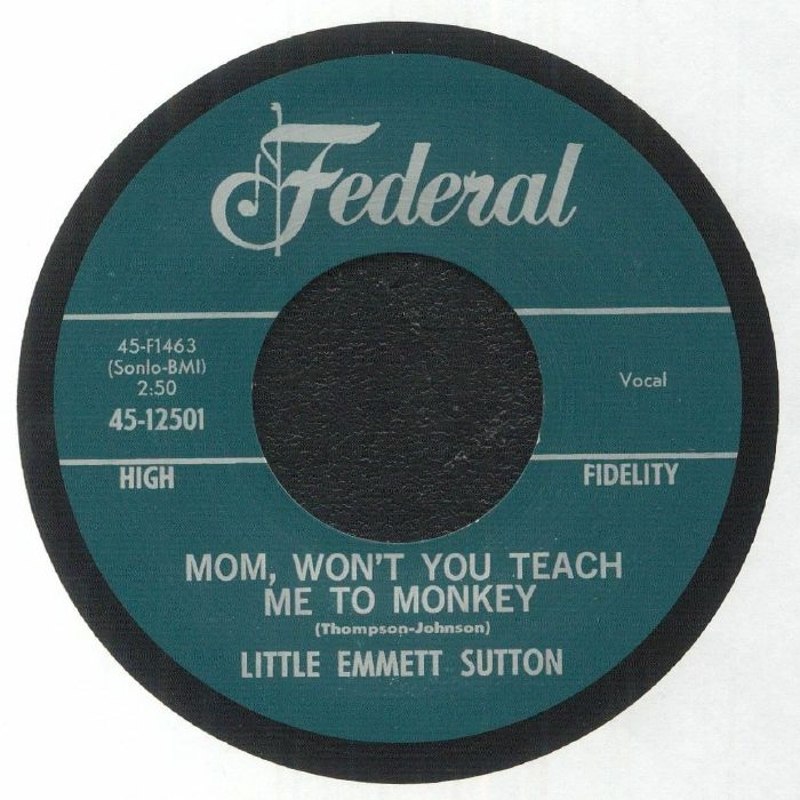 Federal
45-F1463
(Sonlo-BMI)
2:50
45-12501
Vocal
HIGH FIDELITY
MOM, WON'T YOU TEACH
ME TO MONKEY
(Thompson-Johnson)
LITTLE EMMETT SUTTON